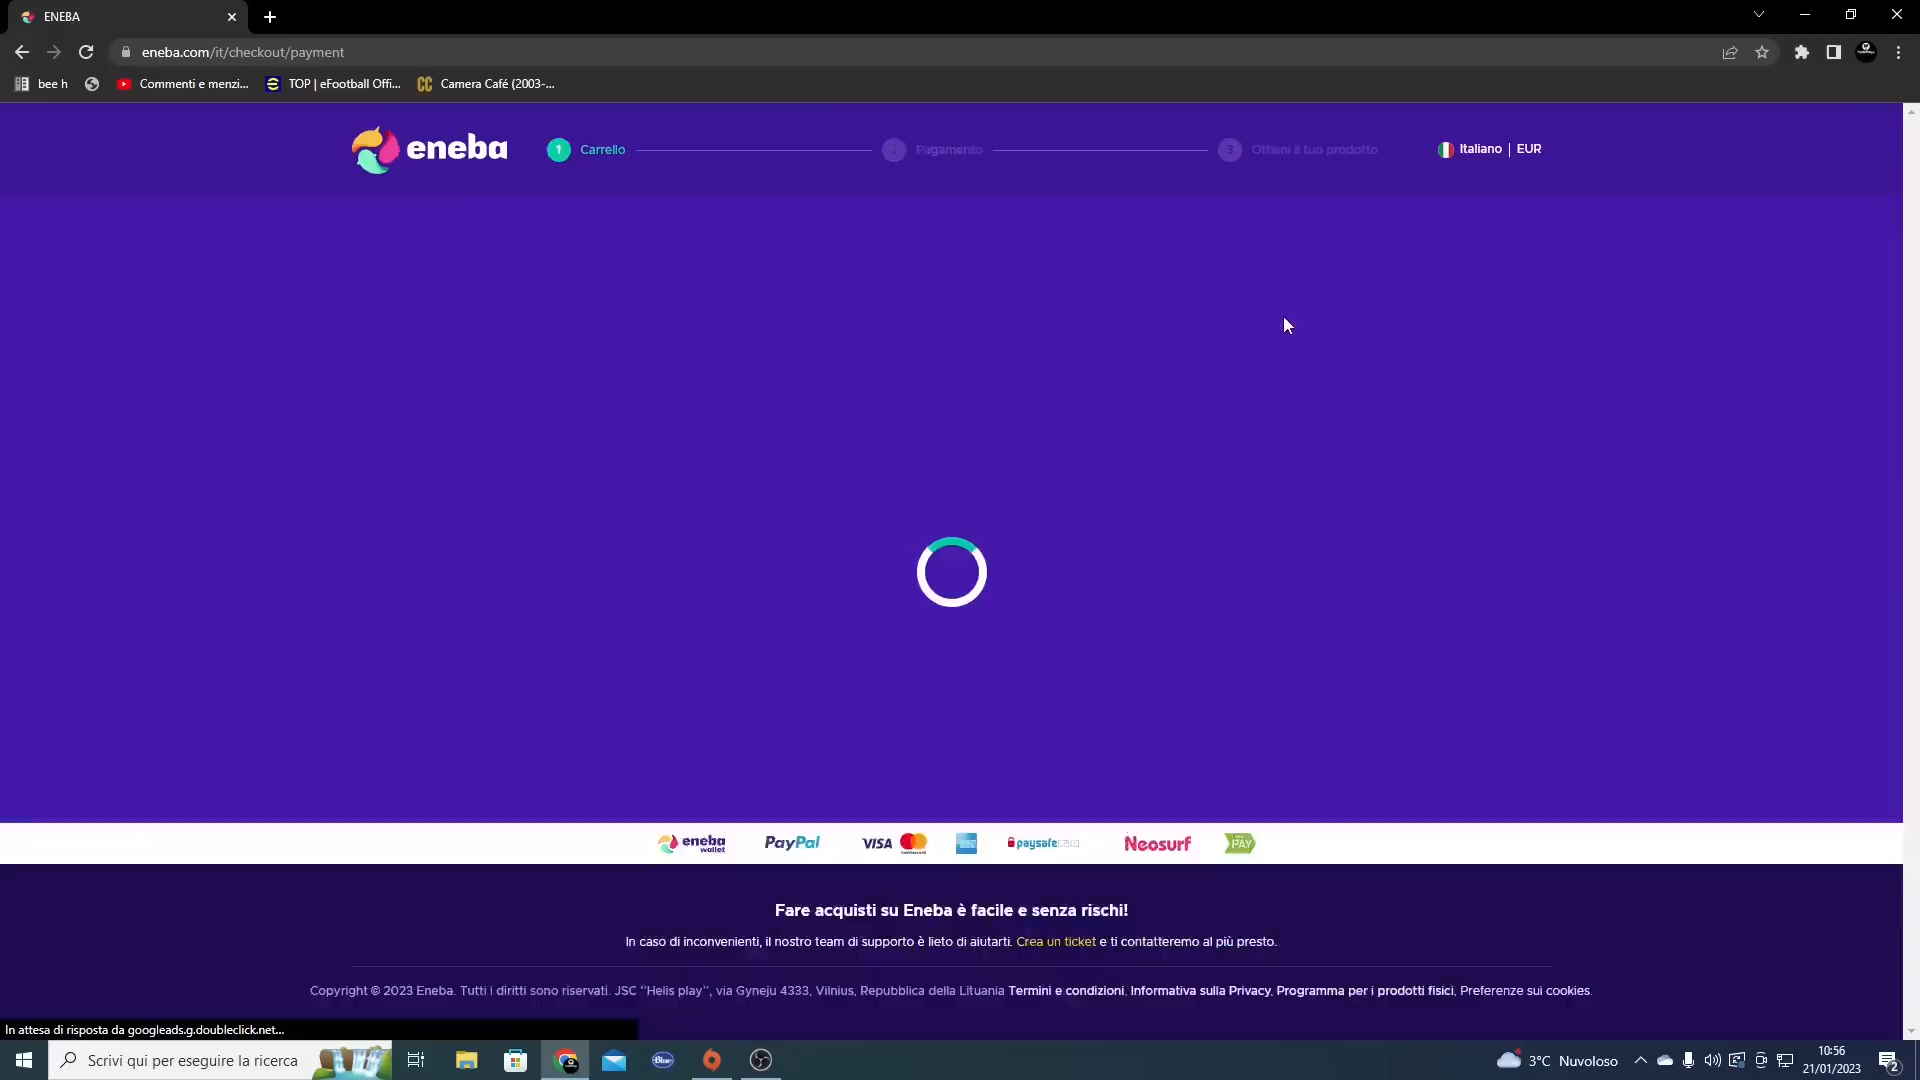 ENEBA
eneba.com/it/checkout/payment
bee h
Commenti e menzi...
TOP | eFootball Offi...
CC
Camera Café (2003-...
eneba
1
Carrello
Pagamento
3
Ottieni il tuo prodotto
Italiano | EUR
eneba
wallet
PayPal
VISA
paysafecard
Neosurf
PAY
Fare acquisti su Eneba è facile e senza rischi!
In caso di inconvenienti, il nostro team di supporto è lieto di aiutarti. Crea un ticket e ti contatteremo al più presto.
Copyright © 2023 Eneba. Tutti i diritti sono riservati. JSC "Helis play", via Gyneju 4333, Vilnius, Repubblica della Lituania Termini e condizioni, Informativa sulla Privacy, Programma per i prodotti fisici, Preferenze sui cookies.
In attesa di risposta da googleads.g.doubleclick.net...
Scrivi qui per eseguire la ricerca
Blur
3°C Nuvoloso
10:56
21/01/2023
2